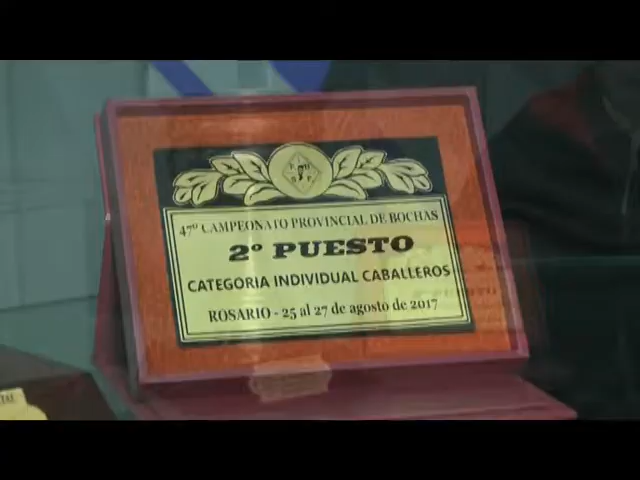 47º CAMPEONATO PROVINCIAL DE BOCHAS
2º PUESTO
CATEGORIA INDIVIDUAL CABALLEROS
ROSARIO - 25 al 27 de agosto de 2017